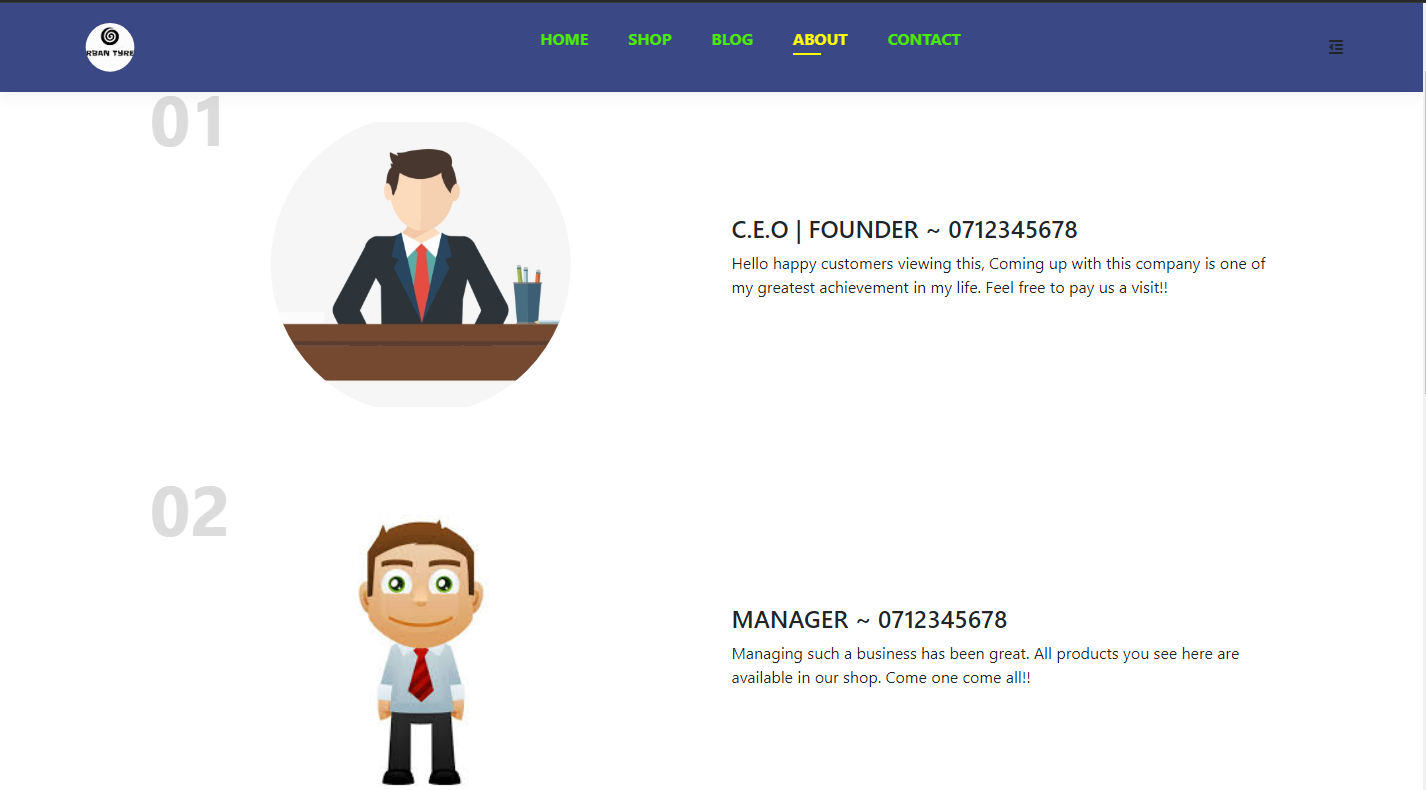 RBAN TYRE
HOME SHOP BLOG ABOUT CONTACT
01
C.E.O | FOUNDER ~ 0712345678
Hello happy customers viewing this, Coming up with this company is one of
my greatest achievement in my life. Feel free to pay us a visit!!
02
MANAGER ~ 0712345678
Managing such a business has been great. All products you see here are
available in our shop. Come one come all!!